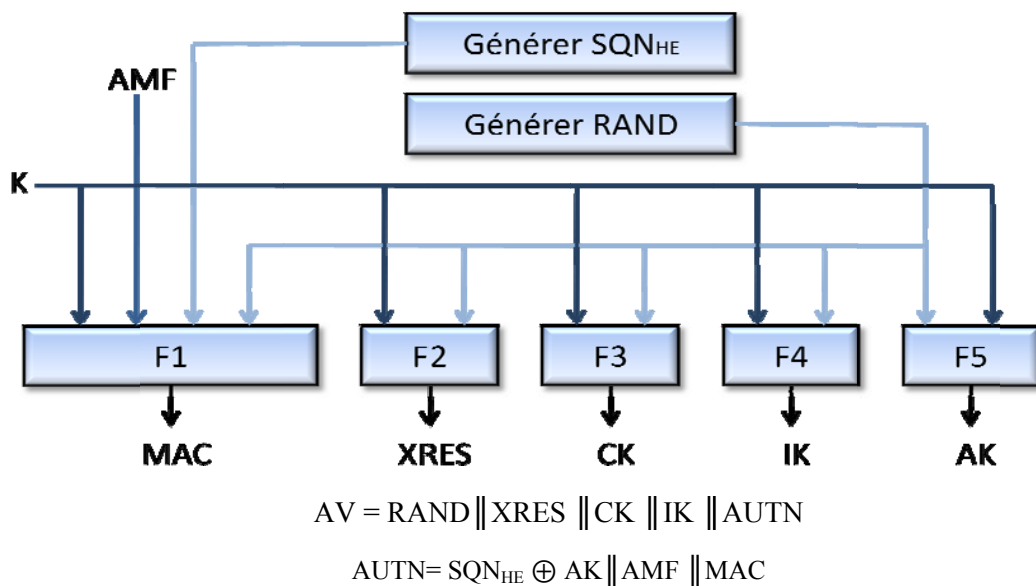 Générer SQNHE
AMF
Générer RAND
K
F1 F2 F3 F4 F5
MAC XRES CK IK AK
AV = RAND‖XRES ‖CK ‖IK ‖AUTN
AUTN= SQNHE ⊕ AK‖AMF ‖MAC